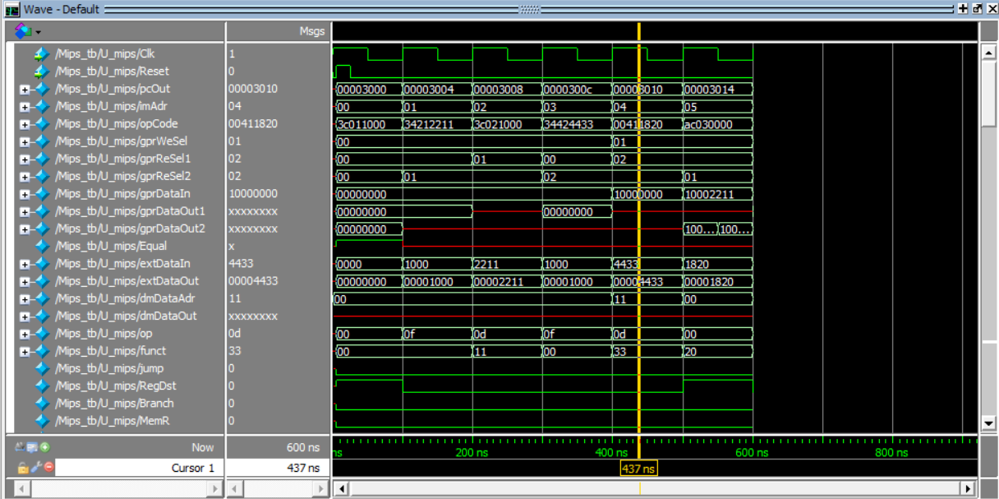 Wave - Default
Msgs
/Mips_tb/U_mips/Clk 1
/Mips_tb/U_mips/Reset 0
/Mips_tb/U_mips/pcOut 00003010 00003000 00003004 00003008 0000300c 00003010 00003014
/Mips_tb/U_mips/imAdr 04 00 01 02 03 04 05
/Mips_tb/U_mips/opCode 00411820 3c011000 34212211 3c021000 34424433 00411820 ac030000
/Mips_tb/U_mips/gprWeSel 01 00 01
/Mips_tb/U_mips/gprReSel1 02 00 01 00 02
/Mips_tb/U_mips/gprReSel2 02 00 01 02 01
/Mips_tb/U_mips/gprDataIn 10000000 00000000 10000000 10002211
/Mips_tb/U_mips/gprDataOut1 xxxxxxxx 00000000 00000000
/Mips_tb/U_mips/gprDataOut2 xxxxxxxx 00000000 100... 100...
/Mips_tb/U_mips/Equal x
/Mips_tb/U_mips/extDataIn 4433 0000 1000 2211 1000 4433 1820
/Mips_tb/U_mips/extDataOut 00004433 00000000 00001000 00002211 00001000 00004433 00001820
/Mips_tb/U_mips/dmDataAdr 11 00 11 00
/Mips_tb/U_mips/dmDataOut xxxxxxxx
/Mips_tb/U_mips/op 0d 00 0f 0d 0f 0d 00
/Mips_tb/U_mips/funct 33 00 11 00 33 20
/Mips_tb/U_mips/jump 0
/Mips_tb/U_mips/RegDst 0
/Mips_tb/U_mips/Branch 0
/Mips_tb/U_mips/MemR 0
Now 600 ns ns 200 ns 400 ns 600 ns 800 ns
Cursor 1 437 ns 437 ns